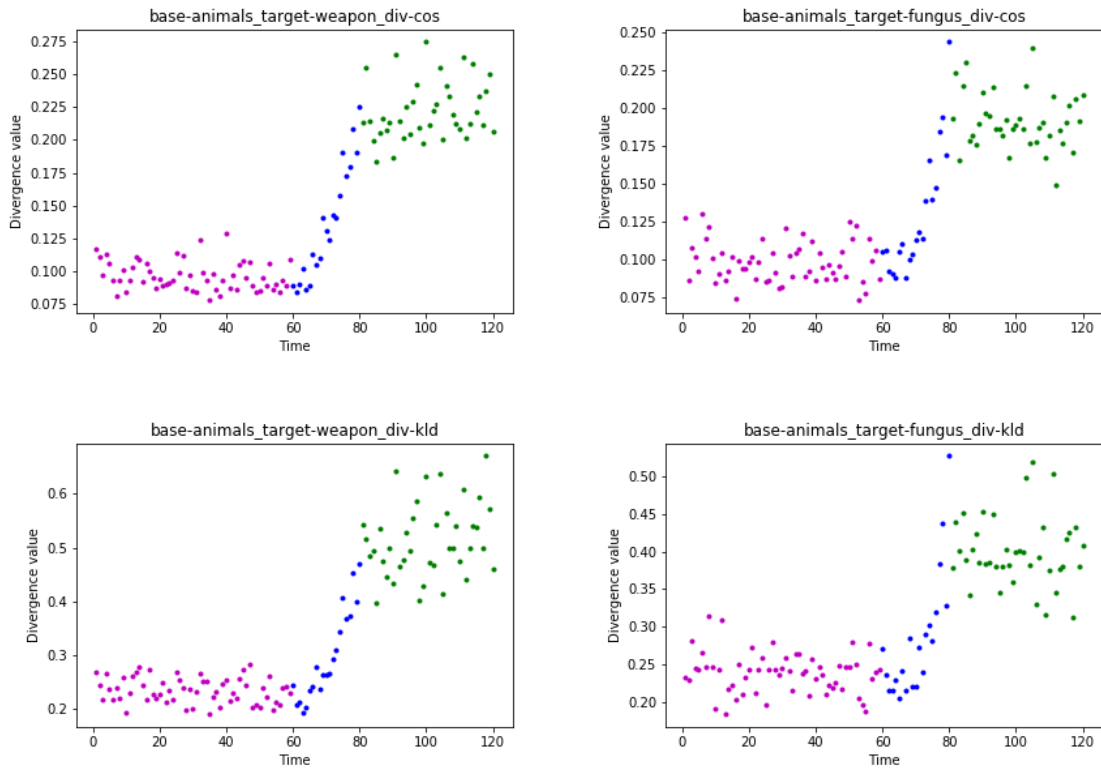 base-animals_target-weapon_div-cos
0.275
0.250
0.225
0.200
0.175
0.150
0.125
0.100
0.075
Divergence value
0 20 40 60 80 100 120
Time
base-animals_target-fungus_div-cos
0.250
0.225
0.200
0.175
0.150
0.125
0.100
0.075
Divergence value
0 20 40 60 80 100 120
Time
base-animals_target-weapon_div-kld
0.6
0.5
0.4
0.3
0.2
Divergence value
0 20 40 60 80 100 120
Time
base-animals_target-fungus_div-kld
0.50
0.45
0.40
0.35
0.30
0.25
0.20
Divergence value
0 20 40 60 80 100 120
Time